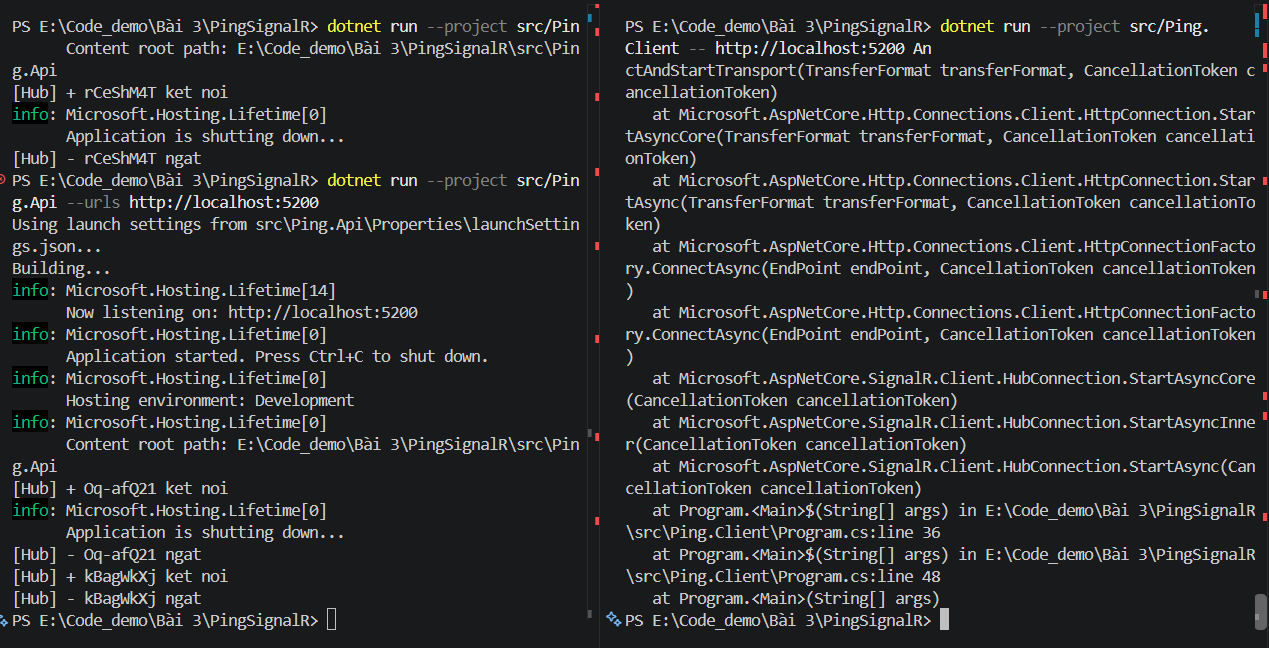 PS E:\Code_demo\Bài 3\PingSignalR> dotnet run --project src/Pin
Content root path: E:\Code_demo\Bài 3\PingSignalR\src\Pin
g.Api
[Hub] + rCeShM4T ket noi
info: Microsoft.Hosting.Lifetime[0]
Application is shutting down...
[Hub] - rCeShM4T ngat
PS E:\Code_demo\Bài 3\PingSignalR> dotnet run --project src/Pin
g.Api --urls http://localhost:5200
Using launch settings from src\Ping.Api\Properties\launchSettin
gs.json...
Building...
info: Microsoft.Hosting.Lifetime[14]
Now listening on: http://localhost:5200
info: Microsoft.Hosting.Lifetime[0]
Application started. Press Ctrl+C to shut down.
info: Microsoft.Hosting.Lifetime[0]
Hosting environment: Development
info: Microsoft.Hosting.Lifetime[0]
Content root path: E:\Code_demo\Bài 3\PingSignalR\src\Pin
g.Api
[Hub] + Oq-afQ21 ket noi
info: Microsoft.Hosting.Lifetime[0]
Application is shutting down...
[Hub] - Oq-afQ21 ngat
[Hub] + kBagWkXj ket noi
[Hub] - kBagWkXj ngat
PS E:\Code_demo\Bài 3\PingSignalR>
PS E:\Code_demo\Bài 3\PingSignalR> dotnet run --project src/Ping.
Client -- http://localhost:5200 An
ctAndStartTransport(TransferFormat transferFormat, CancellationToken c
ancellationToken)
at Microsoft.AspNetCore.Http.Connections.Client.HttpConnection.Star
tAsyncCore(TransferFormat transferFormat, CancellationToken cancellati
onToken)
at Microsoft.AspNetCore.Http.Connections.Client.HttpConnection.Star
tAsync(TransferFormat transferFormat, CancellationToken cancellationTo
ken)
at Microsoft.AspNetCore.Http.Connections.Client.HttpConnectionFacto
ry.ConnectAsync(EndPoint endPoint, CancellationToken cancellationToken
)
at Microsoft.AspNetCore.Http.Connections.Client.HttpConnectionFacto
ry.ConnectAsync(EndPoint endPoint, CancellationToken cancellationToken
)
at Microsoft.AspNetCore.SignalR.Client.HubConnection.StartAsyncCore
(CancellationToken cancellationToken)
at Microsoft.AspNetCore.SignalR.Client.HubConnection.StartAsyncInne
r(CancellationToken cancellationToken)
at Microsoft.AspNetCore.SignalR.Client.HubConnection.StartAsync(Can
cellationToken cancellationToken)
at Program.<Main>$(String[] args) in E:\Code_demo\Bài 3\PingSignalR
\src\Ping.Client\Program.cs:line 36
at Program.<Main>$(String[] args) in E:\Code_demo\Bài 3\PingSignalR
\src\Ping.Client\Program.cs:line 48
at Program.<Main>(String[] args)
PS E:\Code_demo\Bài 3\PingSignalR>